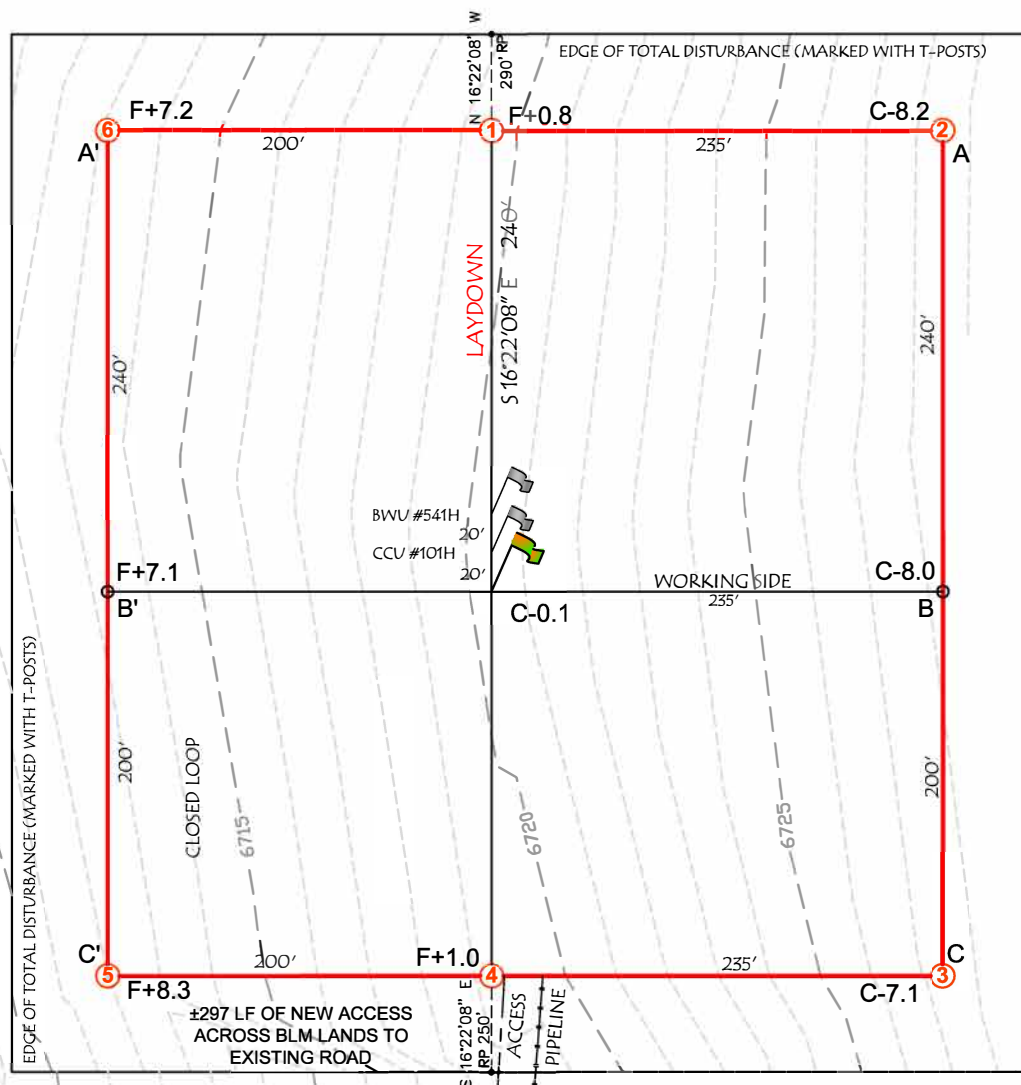 N 16°22'08" W
290' RP
EDGE OF TOTAL DISTURBANCE (MARKED WITH T-POSTS)
6
F+7.2
1
F+0.8
C-8.2
2
A'
200'
235'
A
LAYDOWN
S 16°22'08" E 240'
240'
240'
BWU #541H
20'
CCU #101H
20'
F+7.1
WORKING SIDE
C-8.0
B'
C-0.1
235'
B
EDGE OF TOTAL DISTURBANCE (MARKED WITH T-POSTS)
200'
CLOSED LOOP
6715
6720
6725
200'
C'
5
200'
F+1.0
4
235'
C
3
F+8.3
C-7.1
±297 LF OF NEW ACCESS
ACROSS BLM LANDS TO
EXISTING ROAD
S 16°22'08" E
RP 250'
ACCESS
PIPELINE